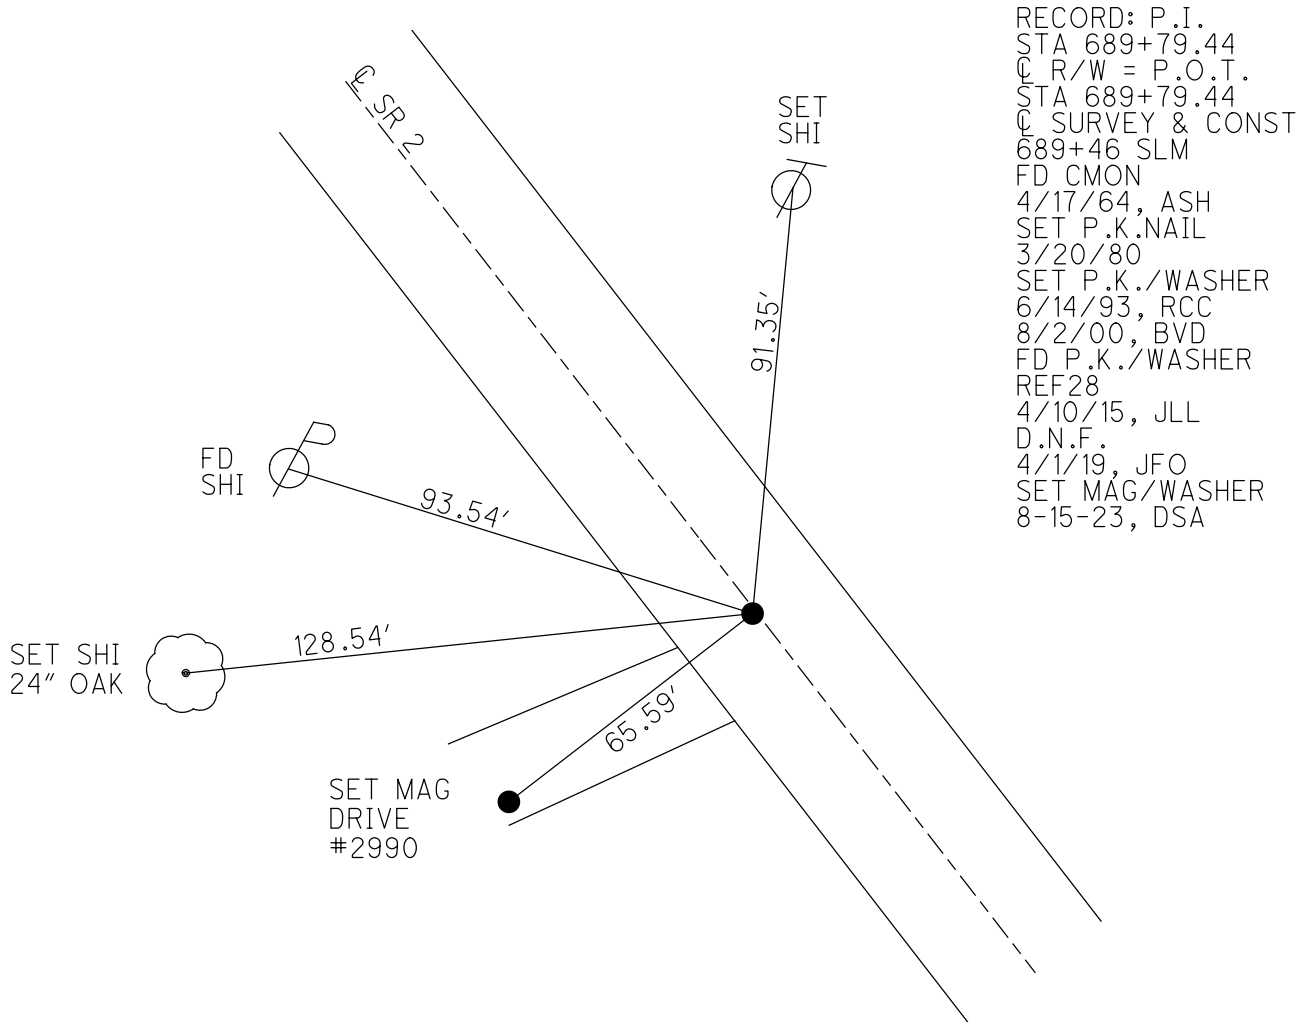 RECORD: P.I.
STA 689+79.44
℄ R/W = P.O.T.
STA 689+79.44
℄ SURVEY & CONST
689+46 SLM
FD CMON
4/17/64, ASH
SET P.K.NAIL
3/20/80
SET P.K./WASHER
6/14/93, RCC
8/2/00, BVD
FD P.K./WASHER
REF28
4/10/15, JLL
D.N.F.
4/1/19, JFO
SET MAG/WASHER
8-15-23, DSA
℄ SR 2
SET
SHI
91.35'
FD
SHI
93.54'
SET SHI
24" OAK
128.54'
65.59'
SET MAG
DRIVE
#2990